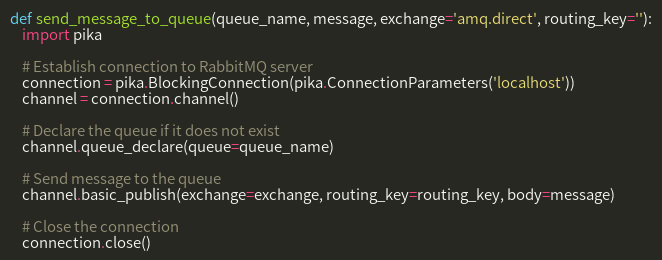 def send_message_to_queue(queue_name, message, exchange='amq.direct', routing_key=''):
import pika
# Establish connection to RabbitMQ server
connection = pika.BlockingConnection(pika.ConnectionParameters('localhost'))
channel = connection.channel()
# Declare the queue if it does not exist
channel.queue_declare(queue=queue_name)
# Send message to the queue
channel.basic_publish(exchange=exchange, routing_key=routing_key, body=message)
# Close the connection
connection.close()